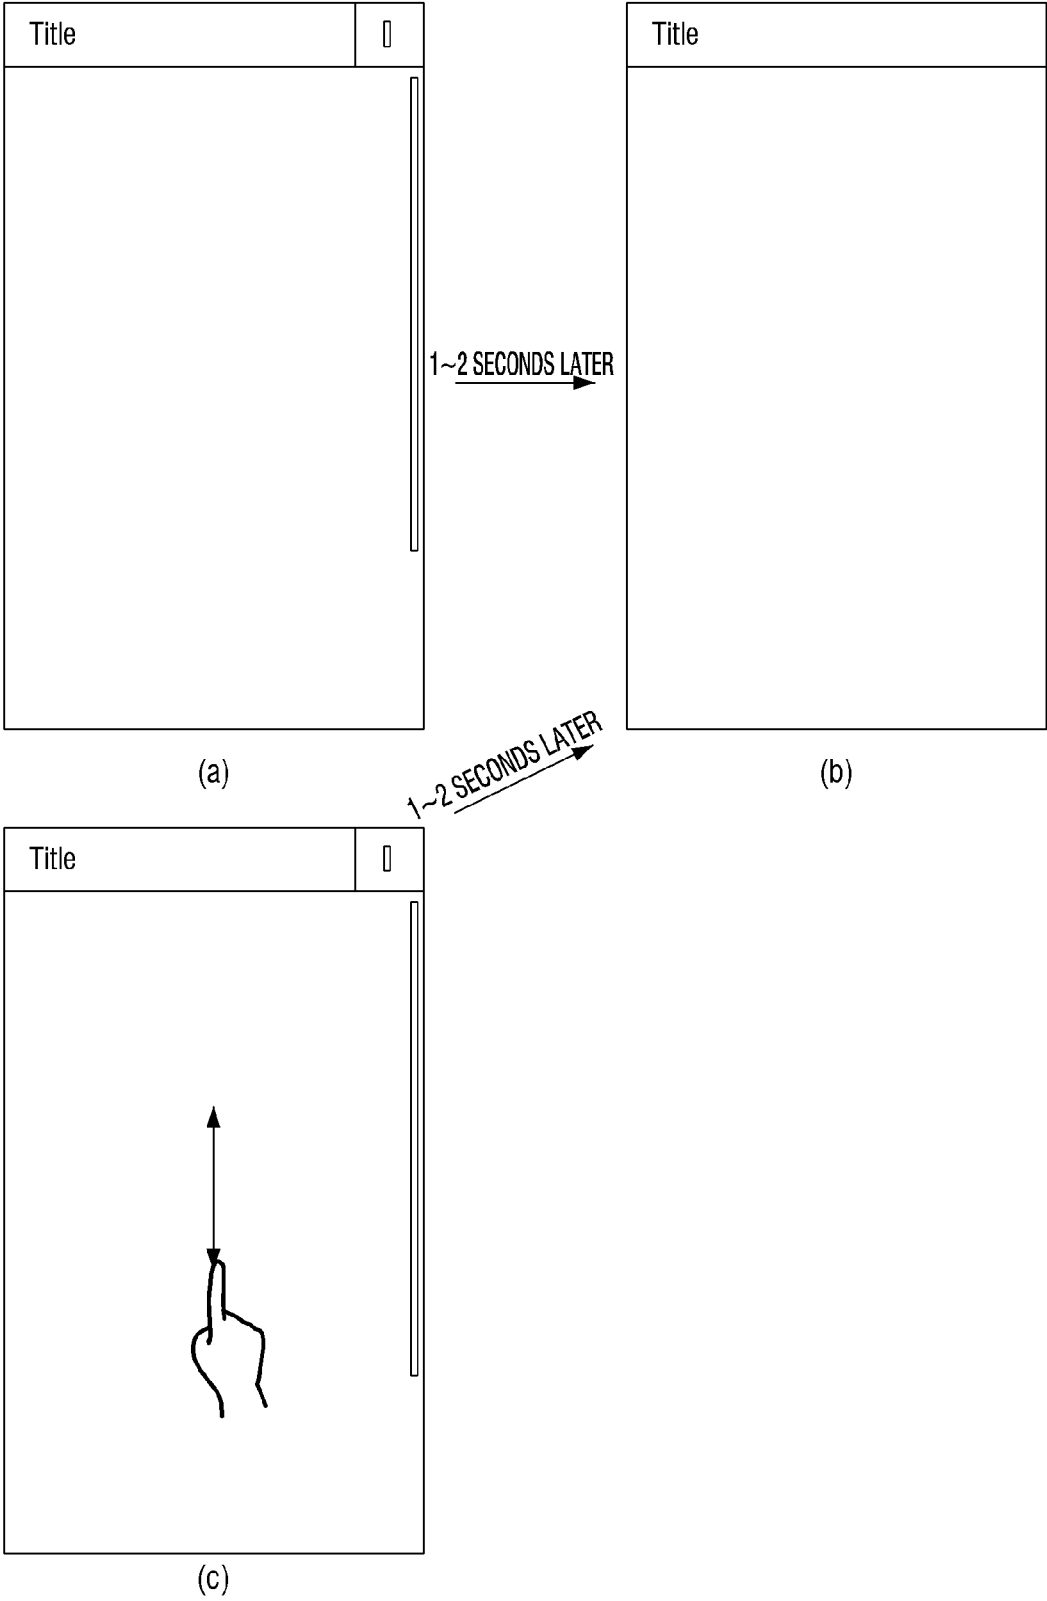 Title
Title
1~2 SECONDS LATER
(a)
(b)
1~2 SECONDS LATER
Title
(c)